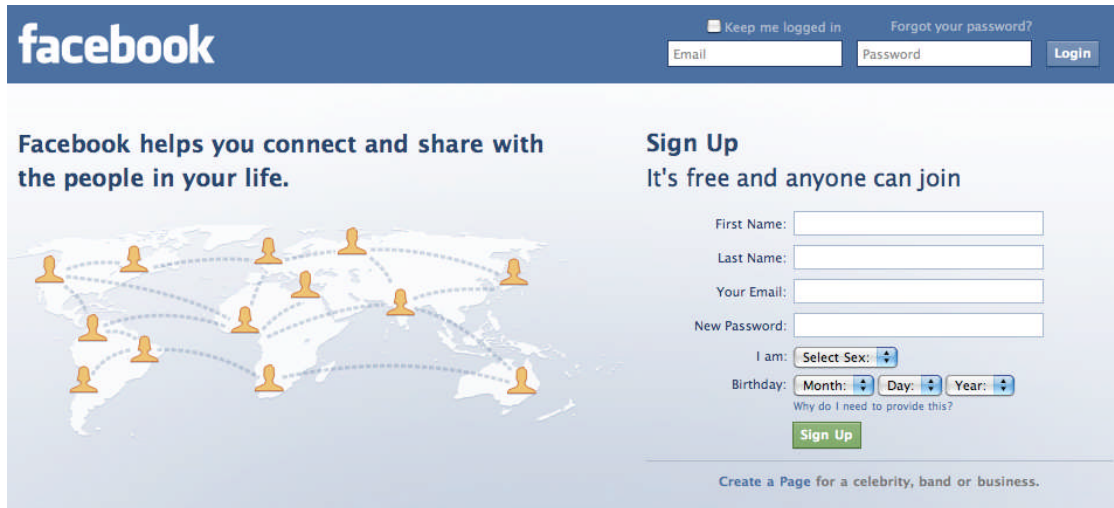 facebook
Keep me logged in
Forgot your password?
Email
Password
Login
Facebook helps you connect and share with
the people in your life.
Sign Up
It's free and anyone can join
First Name:
Last Name:
Your Email:
New Password:
I am: Select Sex:
Birthday: Month: Day: Year:
Why do I need to provide this?
Sign Up
Create a Page for a celebrity, band or business.